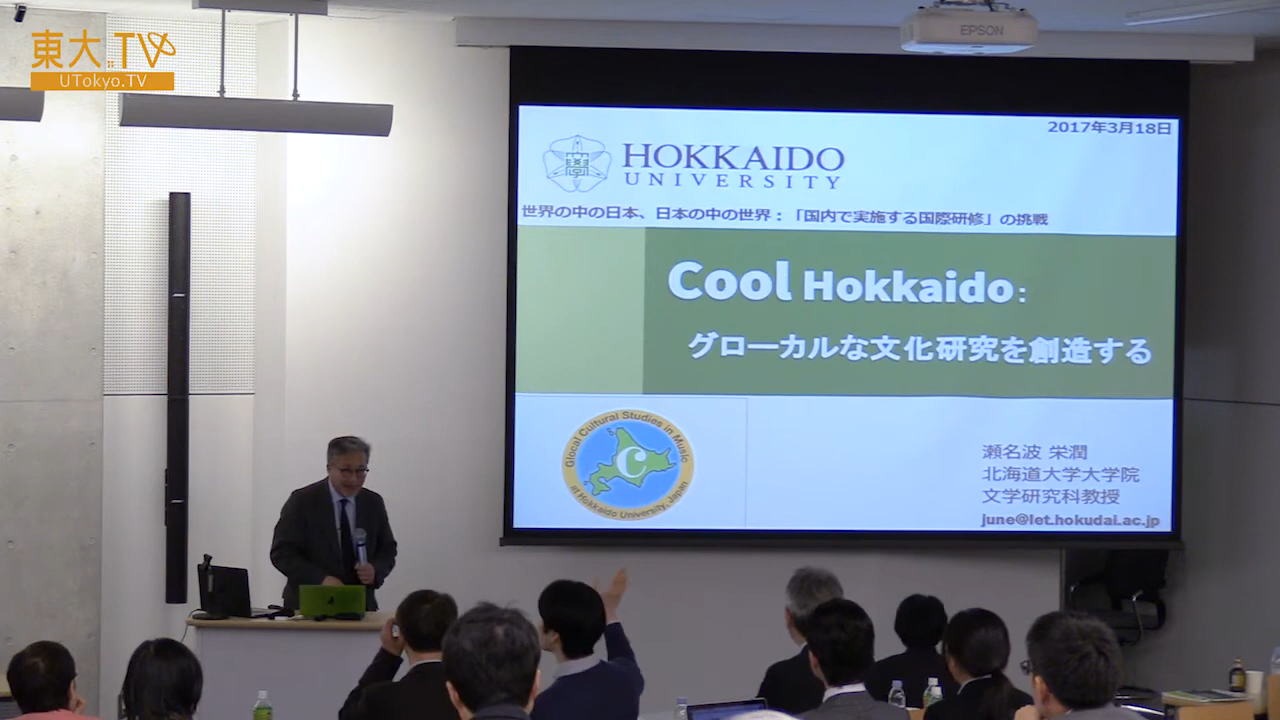 東大.TV
UTokyo.TV
EPSON
2017年3月18日
HOKKAIDO
UNIVERSITY
世界の中の日本、日本の中の世界：「国内で実施する国際研修」の挑戦
Cool Hokkaido:
グローカルな文化研究を創造する
Glocal Cultural Studies in Music
C
at Hokkaido University, Japan
瀬名波 栄潤
北海道大学大学院
文学研究科教授
june@let.hokudai.ac.jp